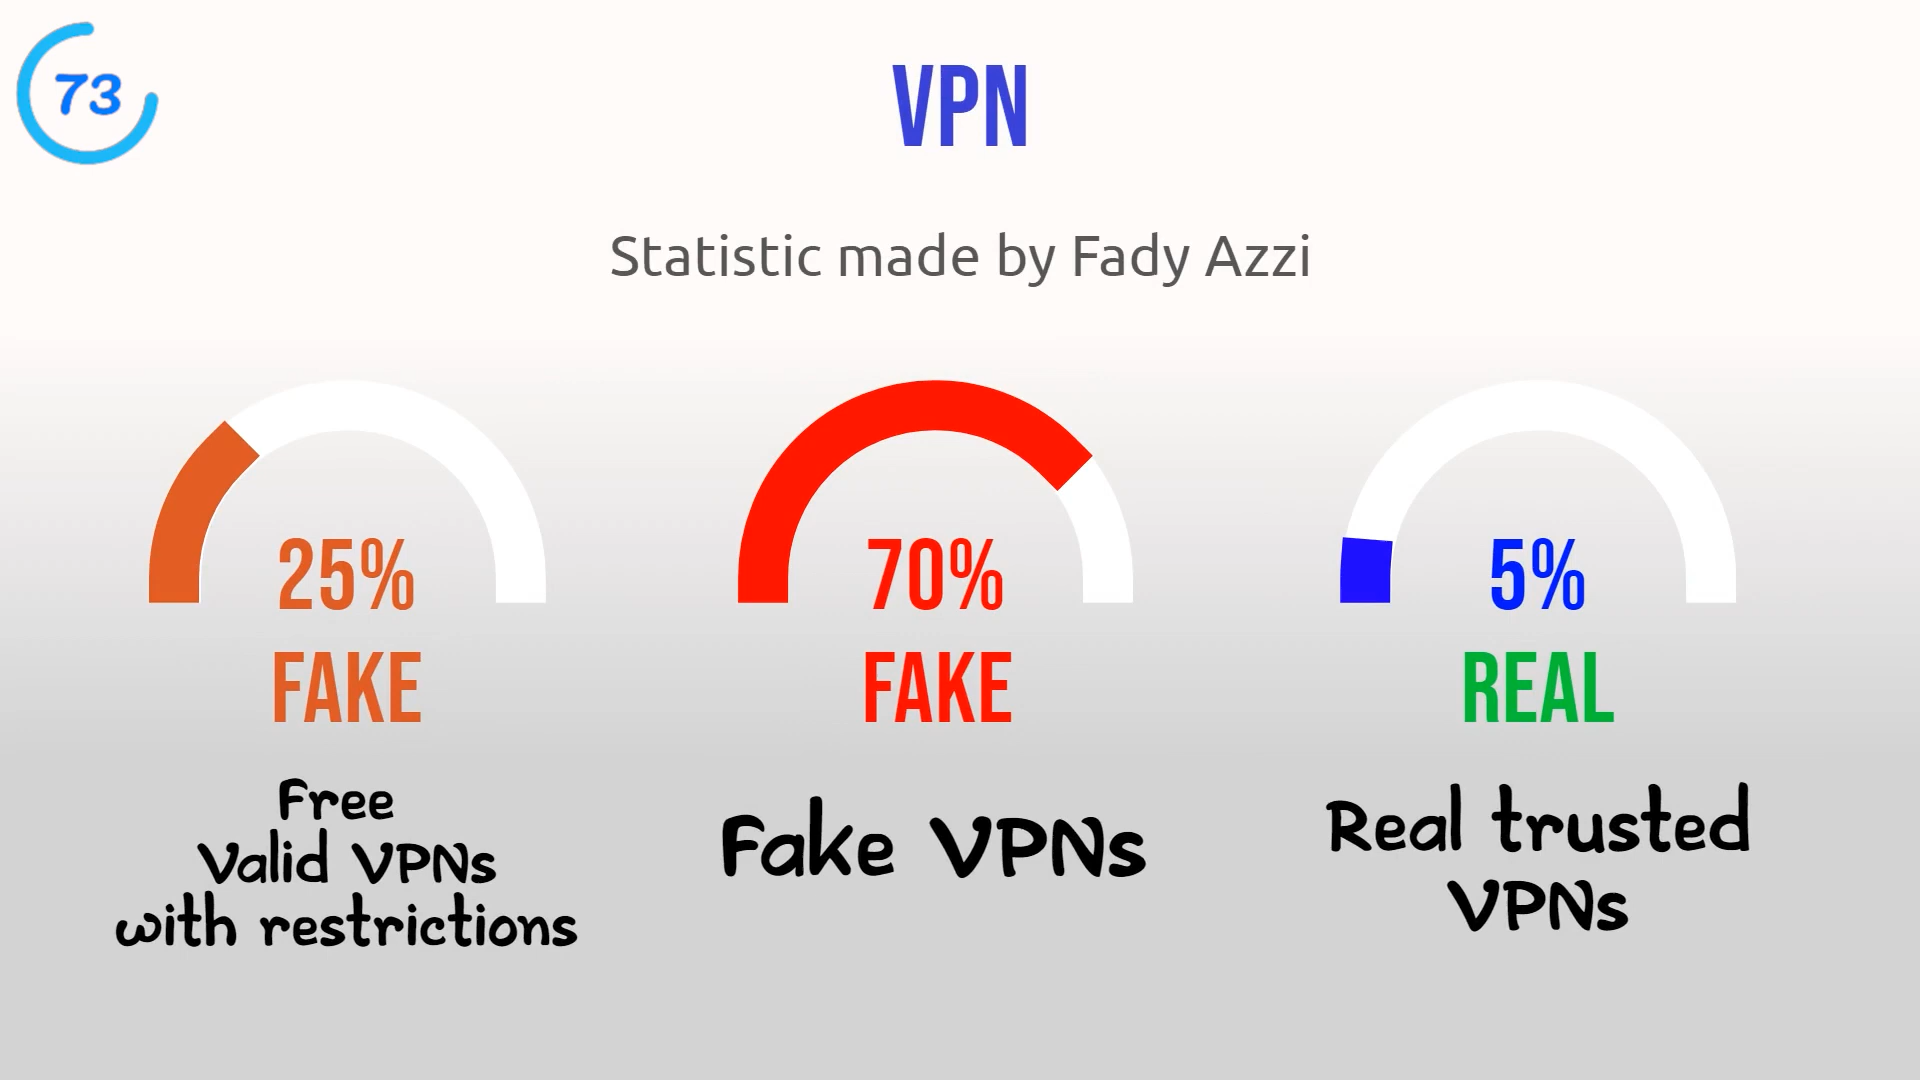 73
VPN
Statistic made by Fady Azzi
25%
FAKE
Free
Valid VPNs
with restrictions
70%
FAKE
Fake VPNs
5%
REAL
Real trusted
VPNs